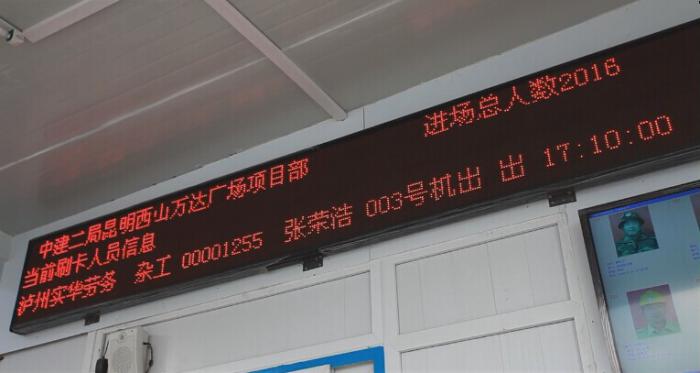 中建二局昆明西山万达广场项目部 进场总人数2016
当前刷卡人员信息
泸州实华劳务 杂工 00001255 张荣洁 003号机出 出 17:10:00